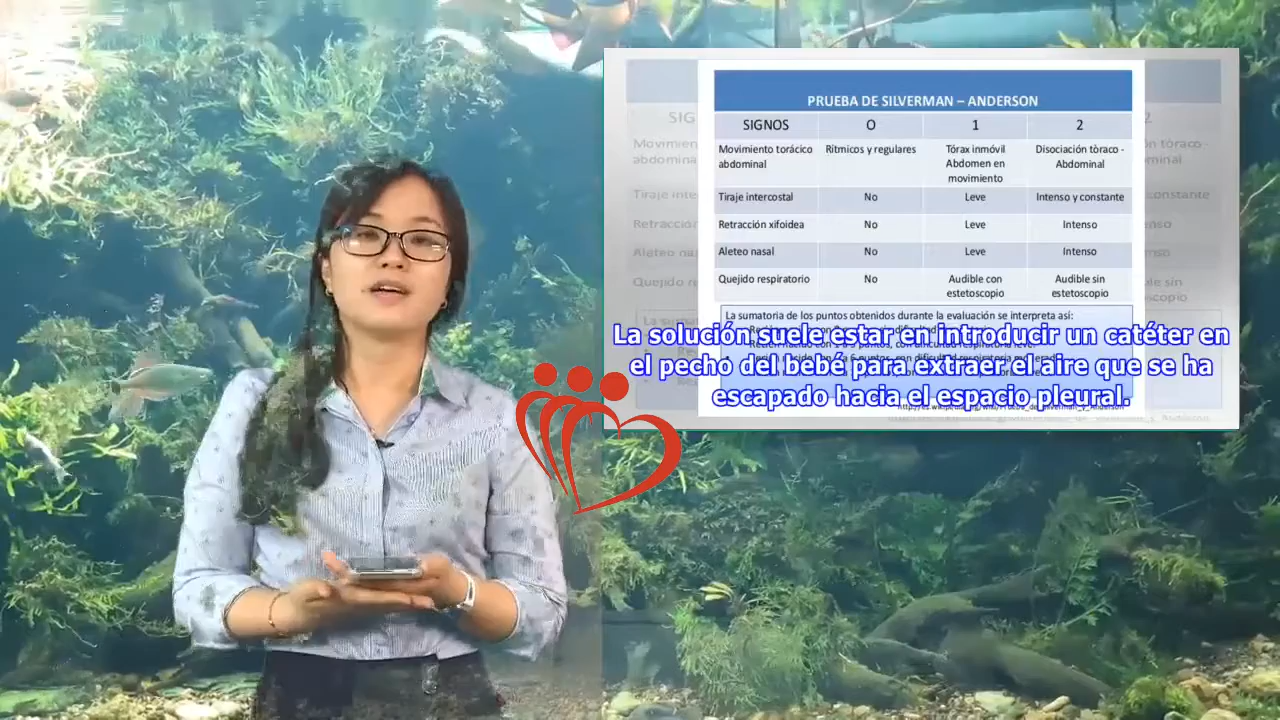 PRUEBA DE SILVERMAN – ANDERSON
SIGNOS 0 1 2
Movimiento torácico abdominal Rítmicos y regulares Tórax inmóvil Abdomen en movimiento Disociación tòraco - Abdominal
Tiraje intercostal No Leve Intenso y constante
Retracción xifoidea No Leve Intenso
Aleteo nasal No Leve Intenso
Quejido respiratorio No Audible con estetoscopio Audible sin estetoscopio
La sumatoria de los puntos obtenidos durante la evaluación se interpreta así:
La solución suele estar en introducir un catéter en
el pecho del bebé para extraer el aire que se ha
escapado hacia el espacio pleural.